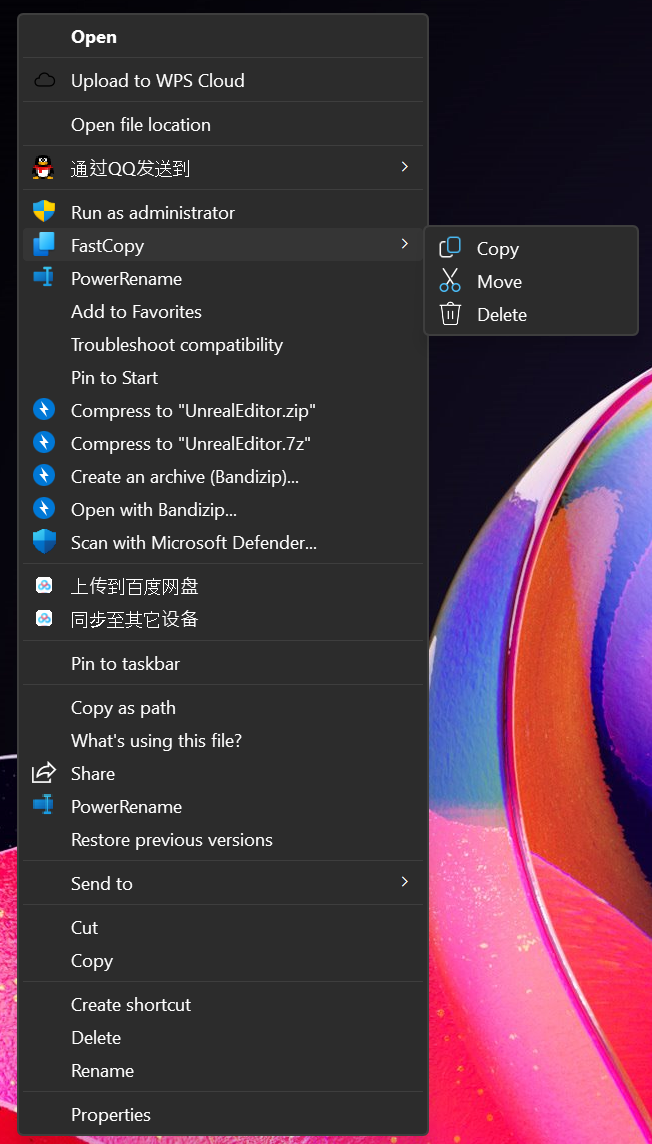 Open
Upload to WPS Cloud
Open file location
通过QQ发送到
Run as administrator
FastCopy
Copy
Move
Delete
PowerRename
Add to Favorites
Troubleshoot compatibility
Pin to Start
Compress to "UnrealEditor.zip"
Compress to "UnrealEditor.7z"
Create an archive (Bandizip)...
Open with Bandizip...
Scan with Microsoft Defender...
上传到百度网盘
同步至其它设备
Pin to taskbar
Copy as path
What's using this file?
Share
PowerRename
Restore previous versions
Send to
Cut
Copy
Create shortcut
Delete
Rename
Properties